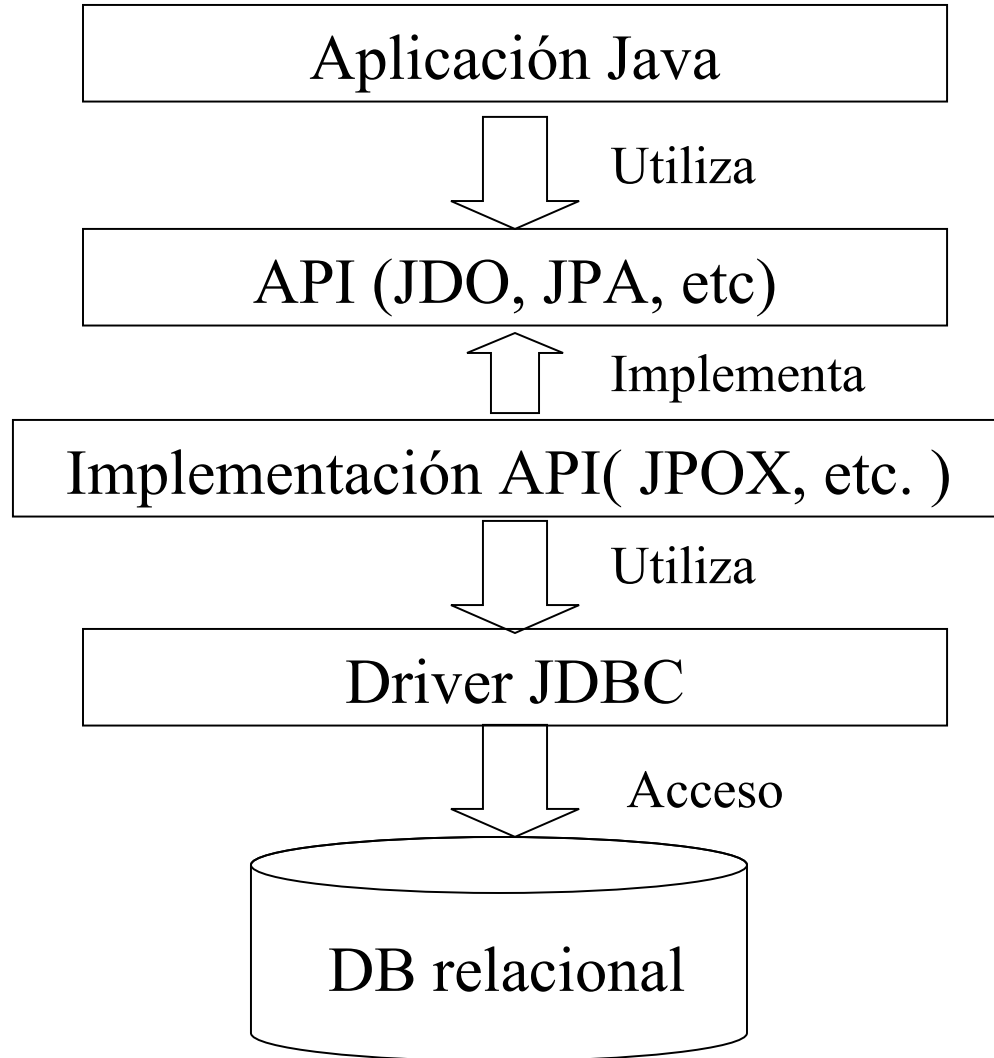 Aplicación Java
Utiliza
API (JDO, JPA, etc)
Implementa
Implementación API( JPOX, etc. )
Utiliza
Driver JDBC
Acceso
DB relacional